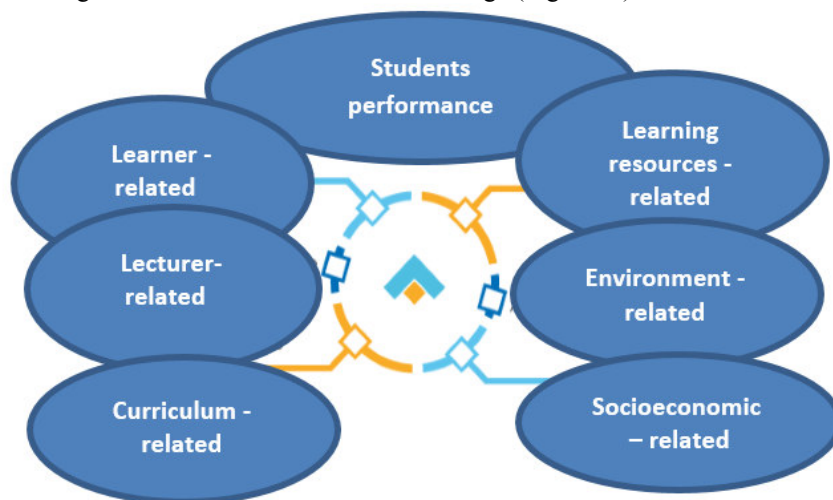 Students
performance
Learner -
related
Learning
resources -
related
Lecturer-
related
Environment -
related
Curriculum -
related
Socioeconomic
– related